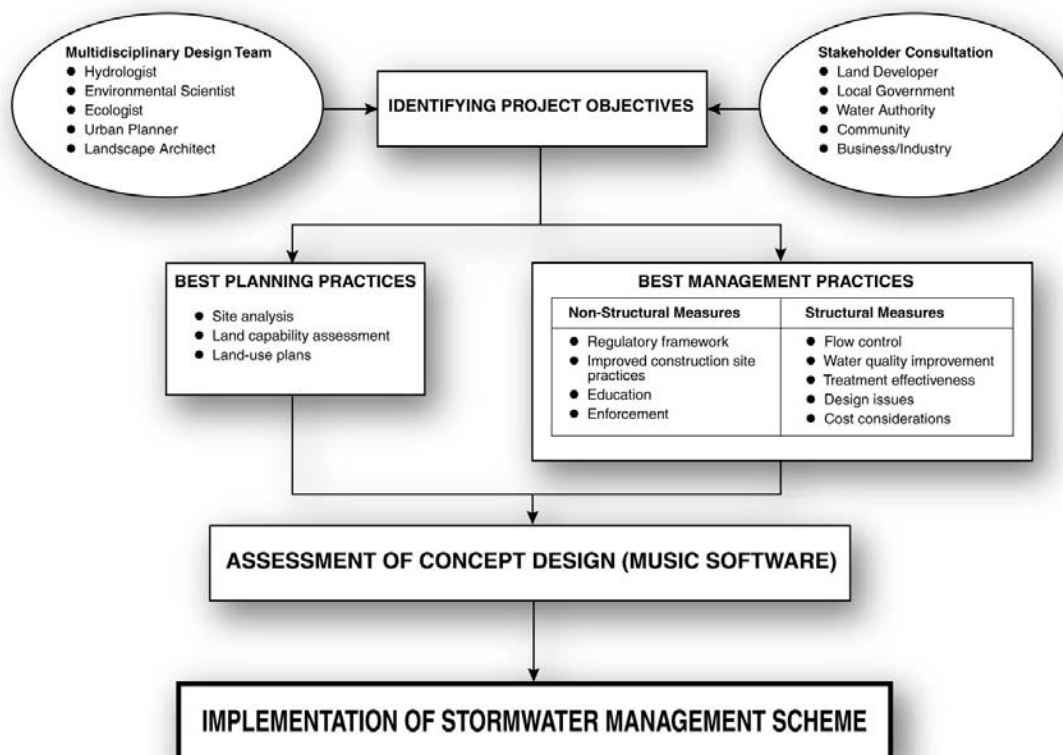 Multidisciplinary Design Team
● Hydrologist
● Environmental Scientist
● Ecologist
● Urban Planner
● Landscape Architect
IDENTIFYING PROJECT OBJECTIVES
Stakeholder Consultation
● Land Developer
● Local Government
● Water Authority
● Community
● Business/Industry
BEST PLANNING PRACTICES
● Site analysis
● Land capability assessment
● Land-use plans
BEST MANAGEMENT PRACTICES
Non-Structural Measures
● Regulatory framework
● Improved construction site
practices
● Education
● Enforcement
Structural Measures
● Flow control
● Water quality improvement
● Treatment effectiveness
● Design issues
● Cost considerations
ASSESSMENT OF CONCEPT DESIGN (MUSIC SOFTWARE)
IMPLEMENTATION OF STORMWATER MANAGEMENT SCHEME